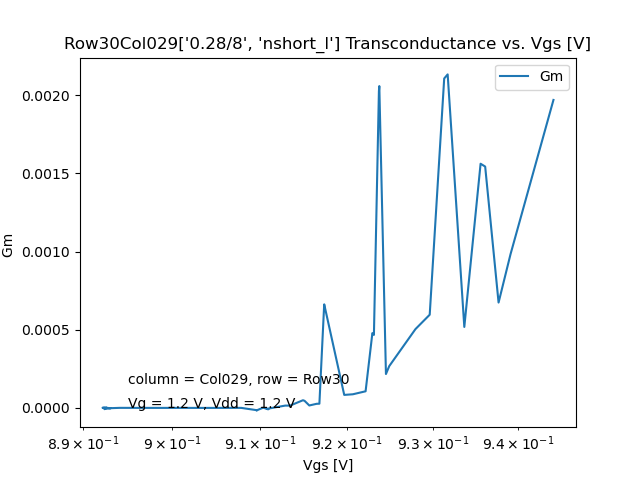 Row30Col029['0.28/8', 'nshort_l'] Transconductance vs. Vgs [V]
Gm
0.0020
0.0015
0.0010
0.0005
0.0000
Gm
column = Col029, row = Row30
Vg = 1.2 V, Vdd = 1.2 V
8.9 × 10⁻¹ 9 × 10⁻¹ 9.1 × 10⁻¹ 9.2 × 10⁻¹ 9.3 × 10⁻¹ 9.4 × 10⁻¹
Vgs [V]